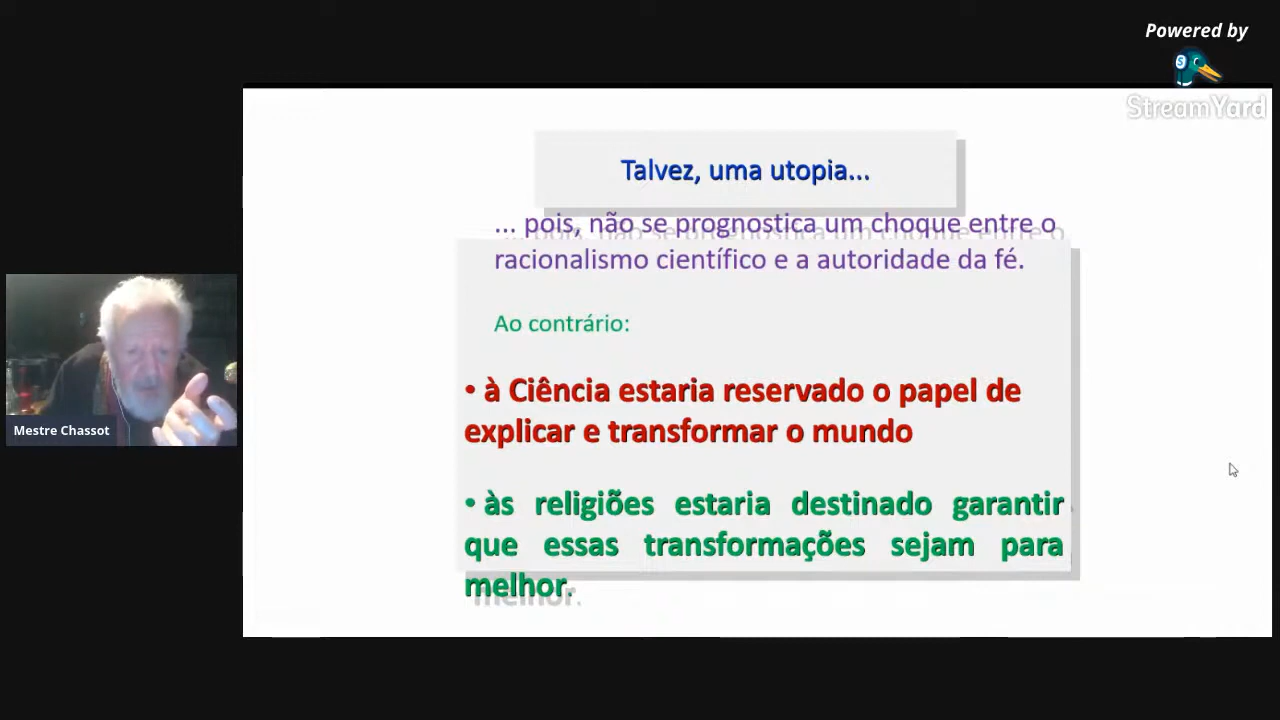 Powered by
StreamYard
Talvez, uma utopia...
... pois, não se prognostica um choque entre o
racionalismo científico e a autoridade da fé.
Ao contrário:
• à Ciência estaria reservado o papel de
explicar e transformar o mundo
• às religiões estaria destinado garantir
que essas transformações sejam para
melhor.
Mestre Chassot